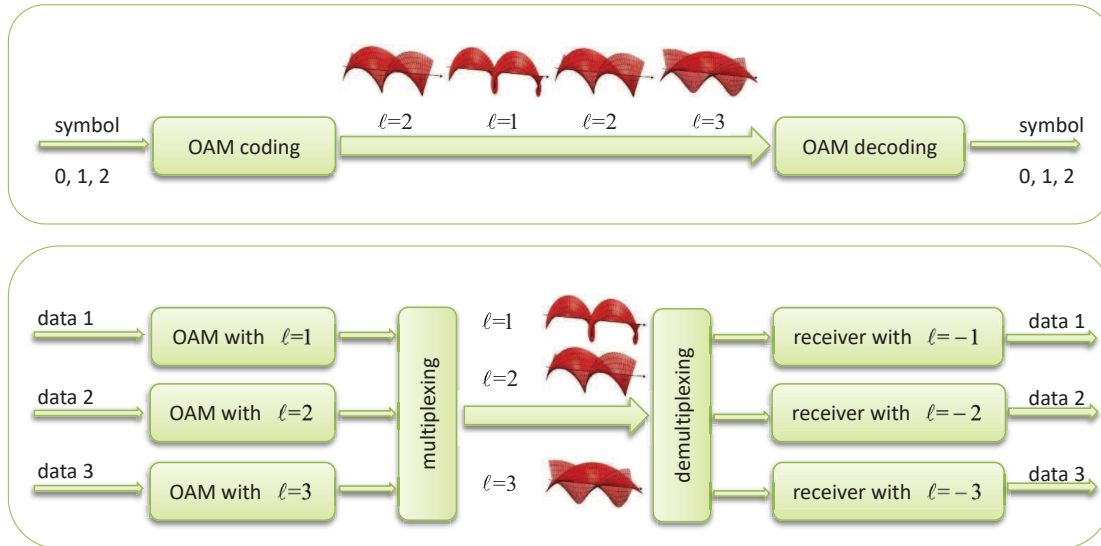 ℓ=2 ℓ=1 ℓ=2 ℓ=3
symbol
OAM coding
OAM decoding
symbol
0, 1, 2
0, 1, 2
data 1
OAM with ℓ=1
multiplexing
ℓ=1
demultiplexing
receiver with ℓ=−1
data 1
data 2
OAM with ℓ=2
ℓ=2
receiver with ℓ=−2
data 2
data 3
OAM with ℓ=3
ℓ=3
receiver with ℓ=−3
data 3